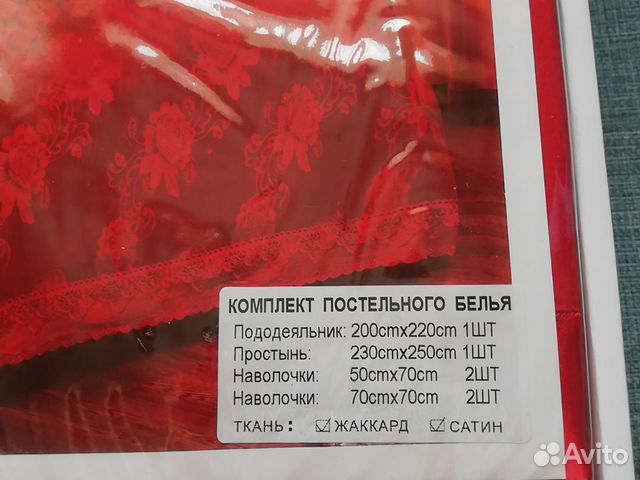 КОМПЛЕКТ ПОСТЕЛЬНОГО БЕЛЬЯ
Пододеяльник: 200cmx220cm 1ШТ
Простынь: 230cmx250cm 1ШТ
Наволочки: 50cmx70cm 2ШТ
Наволочки: 70cmx70cm 2ШТ
ТКАНЬ: ☑ ЖАККАРД ☑ САТИН
Avito